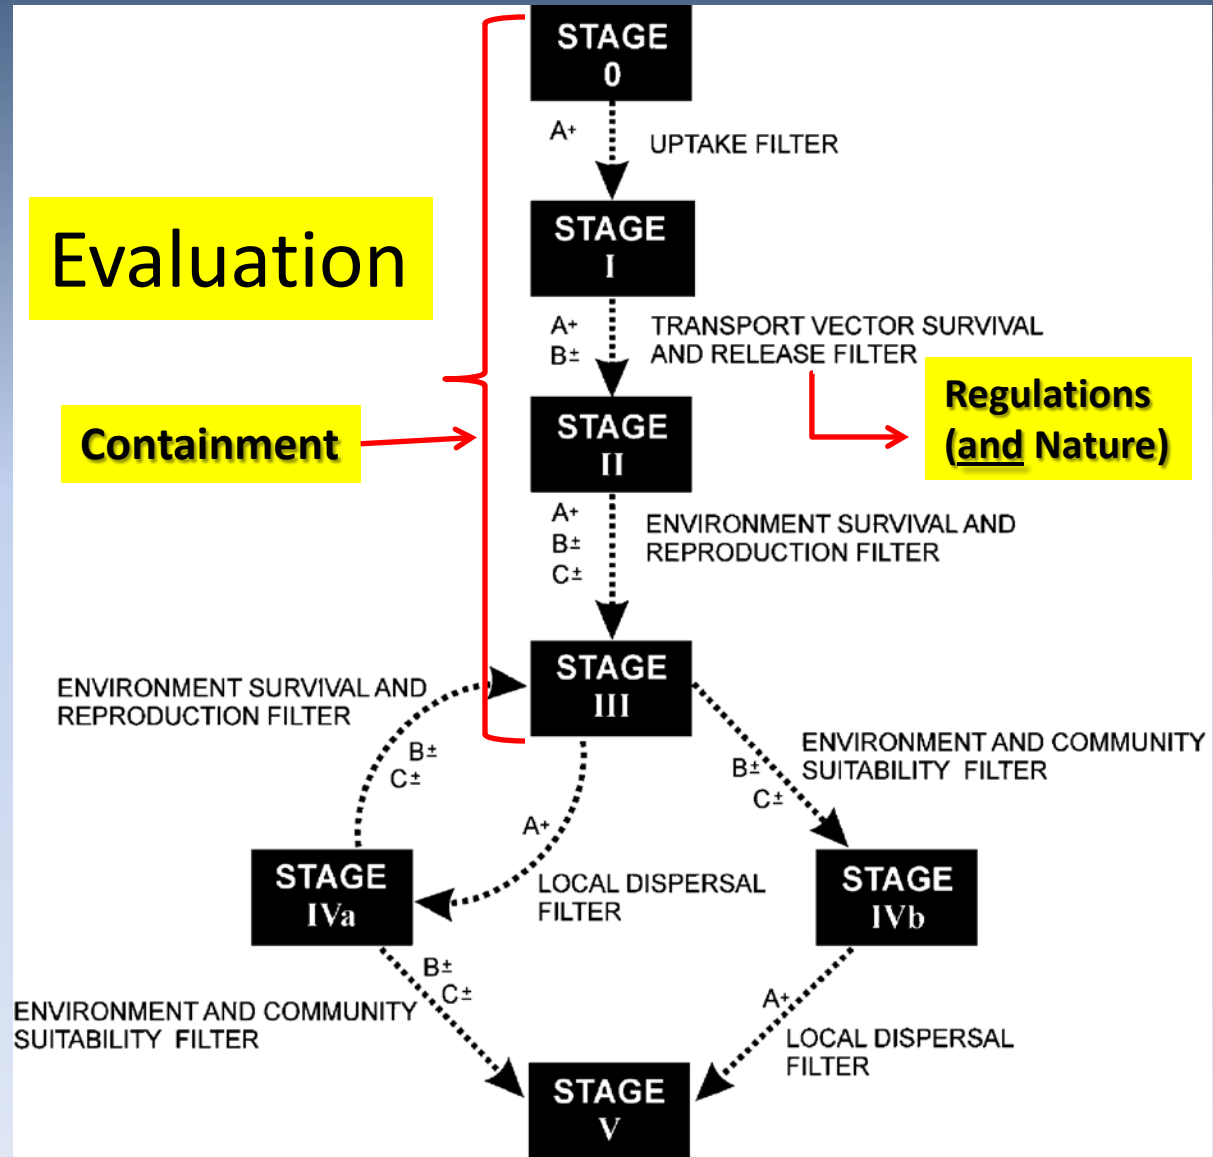 STAGE
0
A+
UPTAKE FILTER
STAGE
I
Evaluation
A+
B±
TRANSPORT VECTOR SURVIVAL
AND RELEASE FILTER
Regulations
(and Nature)
Containment
STAGE
II
A+
B±
C±
ENVIRONMENT SURVIVAL AND
REPRODUCTION FILTER
STAGE
III
ENVIRONMENT SURVIVAL AND
REPRODUCTION FILTER
B±
C±
A+
LOCAL DISPERSAL
FILTER
B±
C±
ENVIRONMENT AND COMMUNITY
SUITABILITY FILTER
STAGE
IVa
STAGE
IVb
B±
C±
ENVIRONMENT AND COMMUNITY
SUITABILITY FILTER
A+
LOCAL DISPERSAL
FILTER
STAGE
V